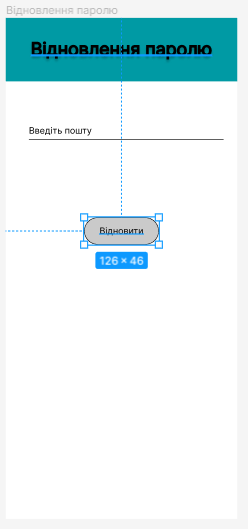 Відновлення паролю
Відновлення паролю
Введіть пошту
Відновити
126 × 46